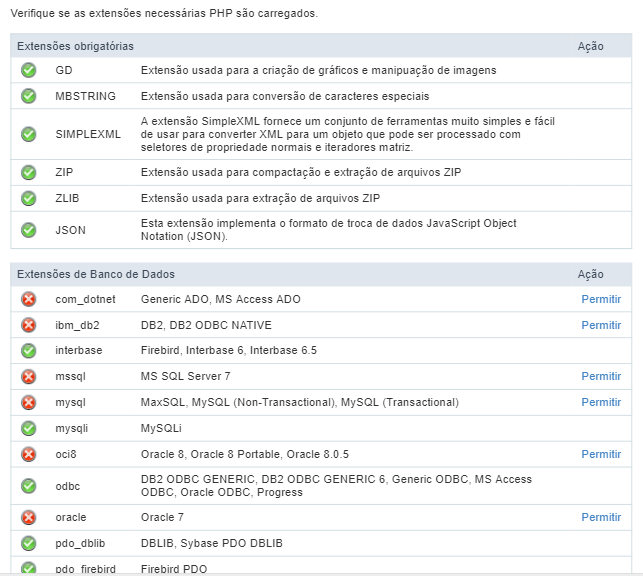 Verifique se as extensões necessárias PHP são carregados.
Extensões obrigatórias Ação
GD Extensão usada para a criação de gráficos e manipuação de imagens
MBSTRING Extensão usada para conversão de caracteres especiais
SIMPLEXML A extensão SimpleXML fornece um conjunto de ferramentas muito simples e fácil
de usar para converter XML para um objeto que pode ser processado com
seletores de propriedade normais e iteradores matriz.
ZIP Extensão usada para compactação e extração de arquivos ZIP
ZLIB Extensão usada para extração de arquivos ZIP
JSON Esta extensão implementa o formato de troca de dados JavaScript Object
Notation (JSON).
Extensões de Banco de Dados Ação
com_dotnet Generic ADO, MS Access ADO Permitir
ibm_db2 DB2, DB2 ODBC NATIVE Permitir
interbase Firebird, Interbase 6, Interbase 6.5
mssql MS SQL Server 7 Permitir
mysql MaxSQL, MySQL (Non-Transactional), MySQL (Transactional) Permitir
mysqli MySQLi
oci8 Oracle 8, Oracle 8 Portable, Oracle 8.0.5 Permitir
odbc DB2 ODBC GENERIC, DB2 ODBC GENERIC 6, Generic ODBC, MS Access
ODBC, Oracle ODBC, Progress
oracle Oracle 7 Permitir
pdo_dblib DBLIB, Sybase PDO DBLIB
pdo_firebird Firebird PDO